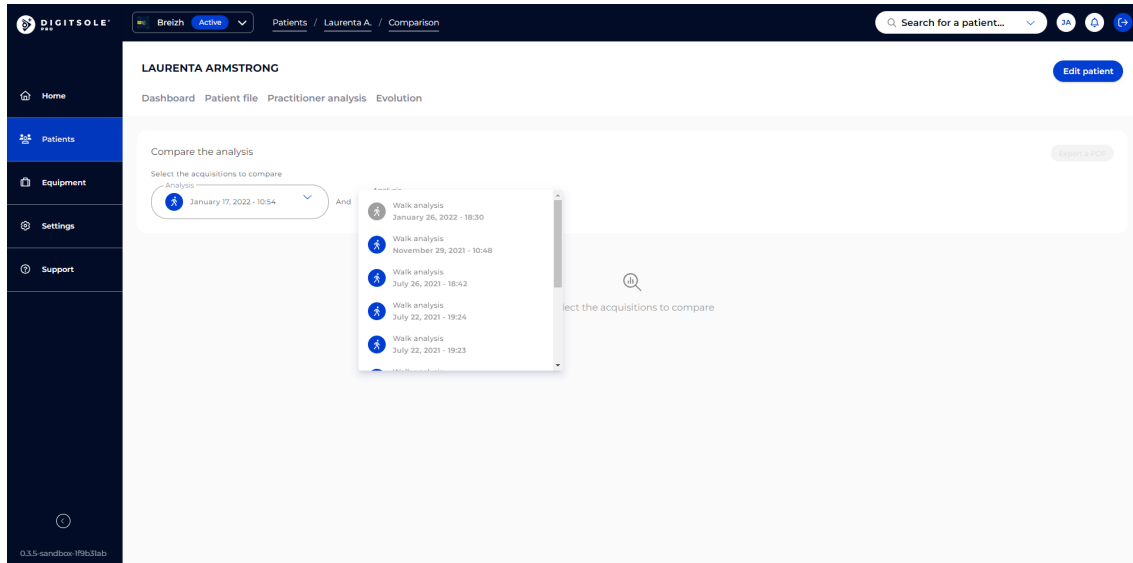 DIGITSOLE
PRO
Breizh Active
Patients / Laurenta A. / Comparison
Search for a patient...
JA
LAURENTA ARMSTRONG
Edit patient
Dashboard Patient file Practitioner analysis Evolution
Home
Patients
Equipment
Settings
Support
Compare the analysis
Export a PDF
Select the acquisitions to compare
Analysis
January 17, 2022 - 10:54
And
Walk analysis
January 26, 2022 - 18:30
Walk analysis
November 29, 2021 - 10:48
Walk analysis
July 26, 2021 - 18:42
Walk analysis
July 22, 2021 - 19:24
Walk analysis
July 22, 2021 - 19:23
ect the acquisitions to compare
0.3.5-sandbox-1f9b31ab